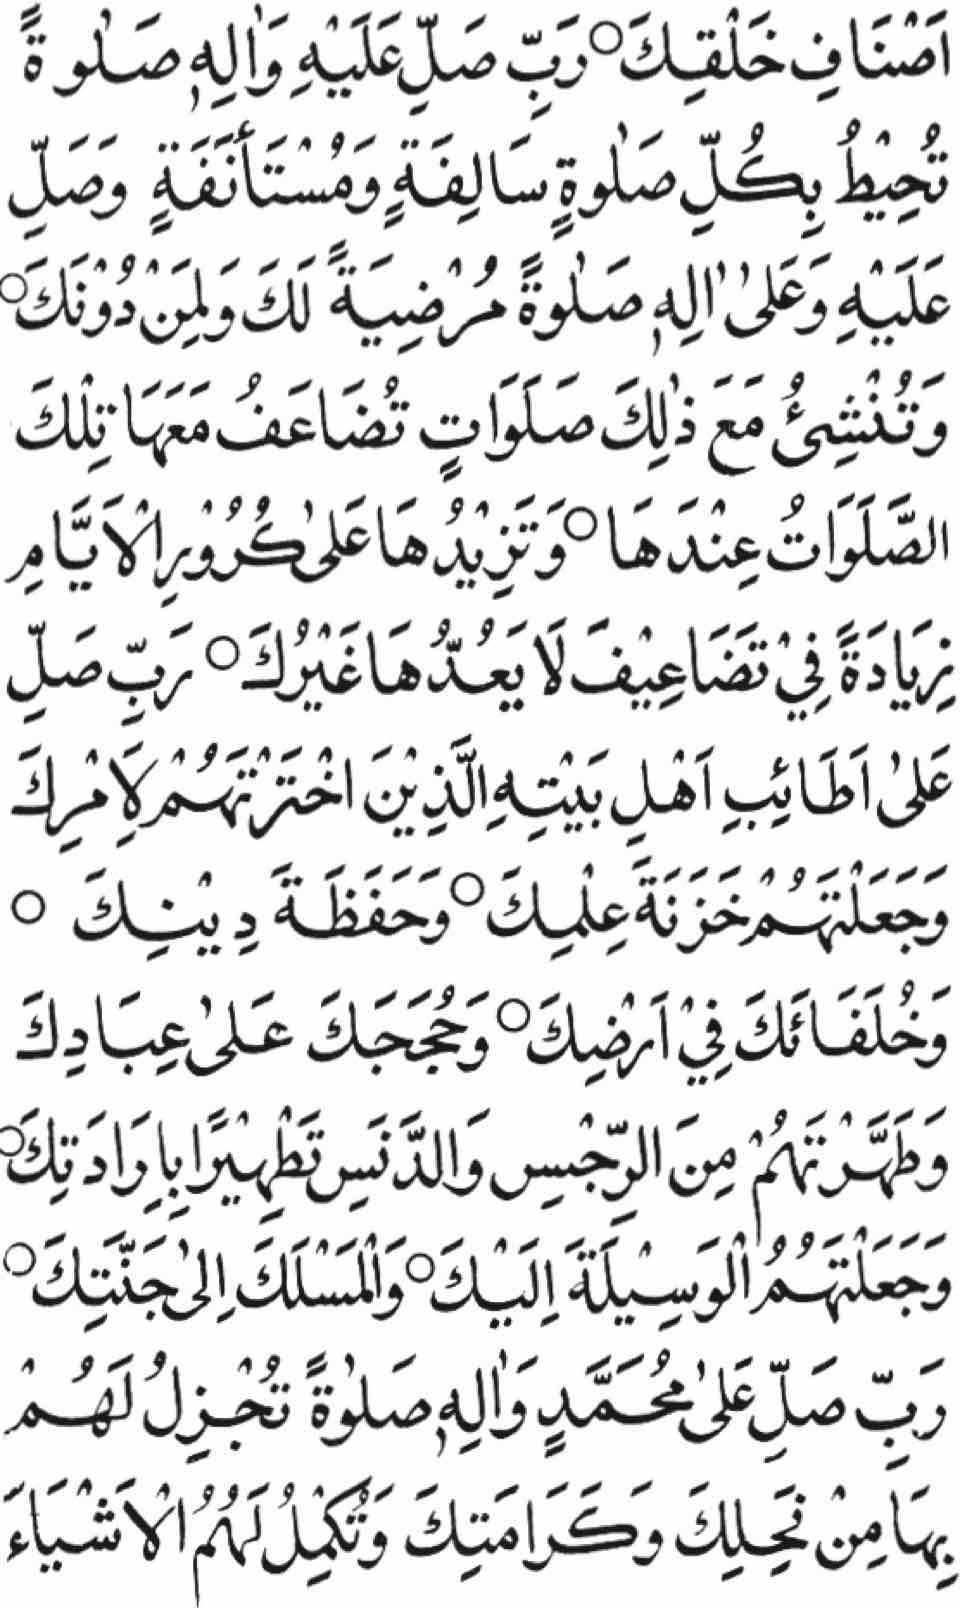 اَصْنَافِ خَلْقِكَ○ رَبِّ صَلِّ عَلَيْهِ وَاٰلِهٖ صَلٰوةً
تُحِيْطُ بِكُلِّ صَلٰوةٍ سَالِفَةٍ وَمُسْتَأْنَفَةٍ وَصَلِّ
عَلَيْهِ وَعَلٰى اٰلِهٖ صَلٰوةً مُرْضِيَةً لَكَ وَلِمَنْ دُوْنَكَ○
وَتُنْشِئُ مَعَ ذٰلِكَ صَلَوَاتٍ تُضَاعَفُ مَعَهَا تِلْكَ
الصَّلَوَاتُ عِنْدَهَا○ وَتَزِيْدُهَا عَلٰى كُرُوْرِ الْاَيَّامِ
زِيَادَةً فِيْ تَضَاعِيْفَ لَا يَعُدُّهَا غَيْرُكَ○ رَبِّ صَلِّ
عَلٰى اَطَائِبِ اَهْلِ بَيْتِهِ الَّذِيْنَ اخْتَرْتَهُمْ لِاَمْرِكَ
وَجَعَلْتَهُمْ خَزَنَةَ عِلْمِكَ○ وَحَفَظَةَ دِيْنِكَ ○
وَخُلَفَائَكَ فِيْ اَرْضِكَ○ وَحُجَجَكَ عَلٰى عِبَادِكَ
وَطَهَّرْتَهُمْ مِنَ الرِّجْسِ وَالدَّنَسِ تَطْهِيْرًا بِاِرَادَتِكَ○
وَجَعَلْتَهُمُ الْوَسِيْلَةَ اِلَيْكَ○ وَالْمَسْلَكَ اِلٰى جَنَّتِكَ○
رَبِّ صَلِّ عَلٰى مُحَمَّدٍ وَاٰلِهٖ صَلٰوةً تُجْزِلُ لَهُمْ
بِهَا مِنْ نَحِلِكَ وَكَرَامَتِكَ وَتُكْمِلُ لَهُمُ الْاَشْيَاءَ